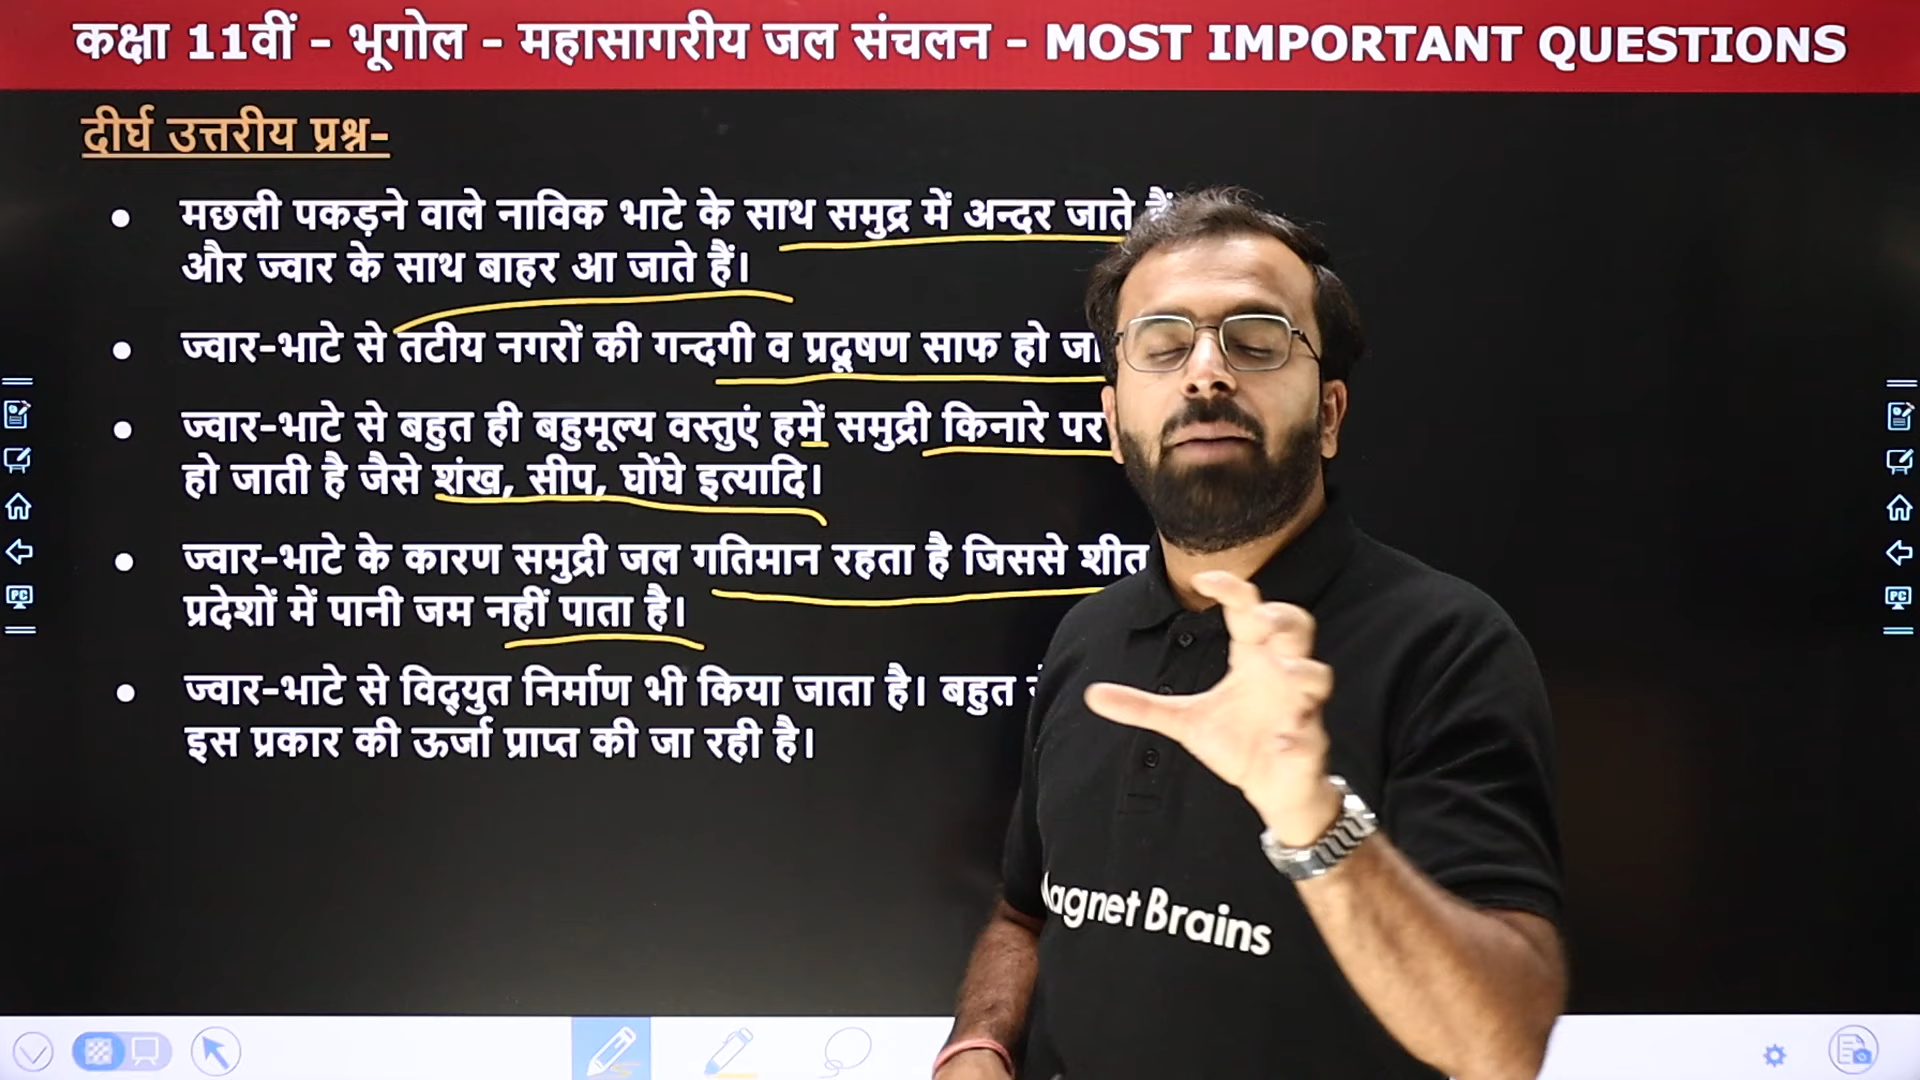 कक्षा 11वीं - भूगोल - महासागरीय जल संचलन - MOST IMPORTANT QUESTIONS
दीर्घ उत्तरीय प्रश्न-
• मछली पकड़ने वाले नाविक भाटे के साथ समुद्र में अन्दर जाते हैं
और ज्वार के साथ बाहर आ जाते हैं।
• ज्वार-भाटे से तटीय नगरों की गन्दगी व प्रदूषण साफ हो
• ज्वार-भाटे से बहुत ही बहुमूल्य वस्तुएं हमें समुद्री किनारे पर
हो जाती है जैसे शंख, सीप, घोंघे इत्यादि।
• ज्वार-भाटे के कारण समुद्री जल गतिमान रहता है जिससे शीत
प्रदेशों में पानी जम नहीं पाता है।
• ज्वार-भाटे से विद्‌युत निर्माण भी किया जाता है। बहुत
इस प्रकार की ऊर्जा प्राप्त की जा रही है।
agnet Brains
PC
PC